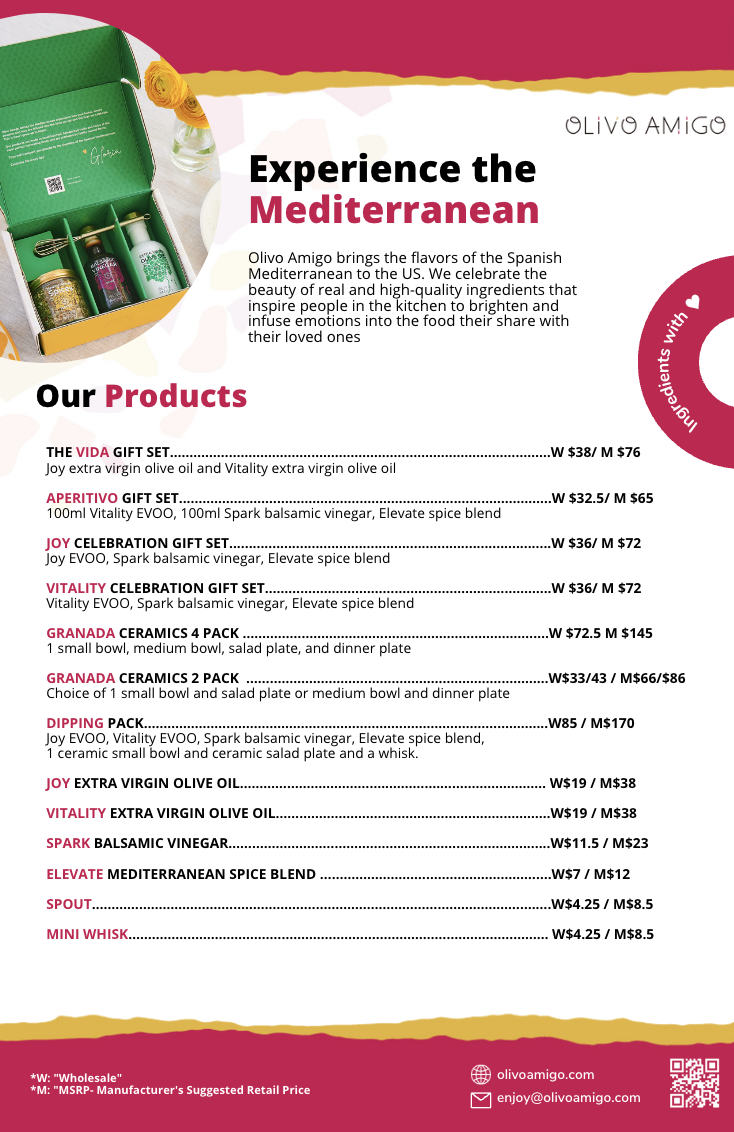 OLIVO AMIGO
Experience the
Mediterranean
Olivo Amigo brings the flavors of the Spanish
Mediterranean to the US. We celebrate the
beauty of real and high-quality ingredients that
inspire people in the kitchen to brighten and
infuse emotions into the food their share with
their loved ones
Ingredients with
Gloria
Our Products
THE VIDA GIFT SET...............................................................................................W $38/ M $76
Joy extra virgin olive oil and Vitality extra virgin olive oil
APERITIVO GIFT SET.............................................................................................W $32.5/ M $65
100ml Vitality EVOO, 100ml Spark balsamic vinegar, Elevate spice blend
JOY CELEBRATION GIFT SET................................................................................W $36/ M $72
Joy EVOO, Spark balsamic vinegar, Elevate spice blend
VITALITY CELEBRATION GIFT SET.......................................................................W $36/ M $72
Vitality EVOO, Spark balsamic vinegar, Elevate spice blend
GRANADA CERAMICS 4 PACK ............................................................................W $72.5 M $145
1 small bowl, medium bowl, salad plate, and dinner plate
GRANADA CERAMICS 2 PACK  ...........................................................................W$33/43 / M$66/$86
Choice of 1 small bowl and salad plate or medium bowl and dinner plate
DIPPING PACK.....................................................................................................W85 / M$170
Joy EVOO, Vitality EVOO, Spark balsamic vinegar, Elevate spice blend,
1 ceramic small bowl and ceramic salad plate and a whisk.
JOY EXTRA VIRGIN OLIVE OIL............................................................................. W$19 / M$38
VITALITY EXTRA VIRGIN OLIVE OIL.....................................................................W$19 / M$38
SPARK BALSAMIC VINEGAR................................................................................W$11.5 / M$23
ELEVATE MEDITERRANEAN SPICE BLEND ..........................................................W$7 / M$12
SPOUT...................................................................................................................W$4.25 / M$8.5
MINI WHISK......................................................................................................... W$4.25 / M$8.5
*W: "Wholesale"
*M: "MSRP- Manufacturer's Suggested Retail Price
olivoamigo.com
enjoy@olivoamigo.com